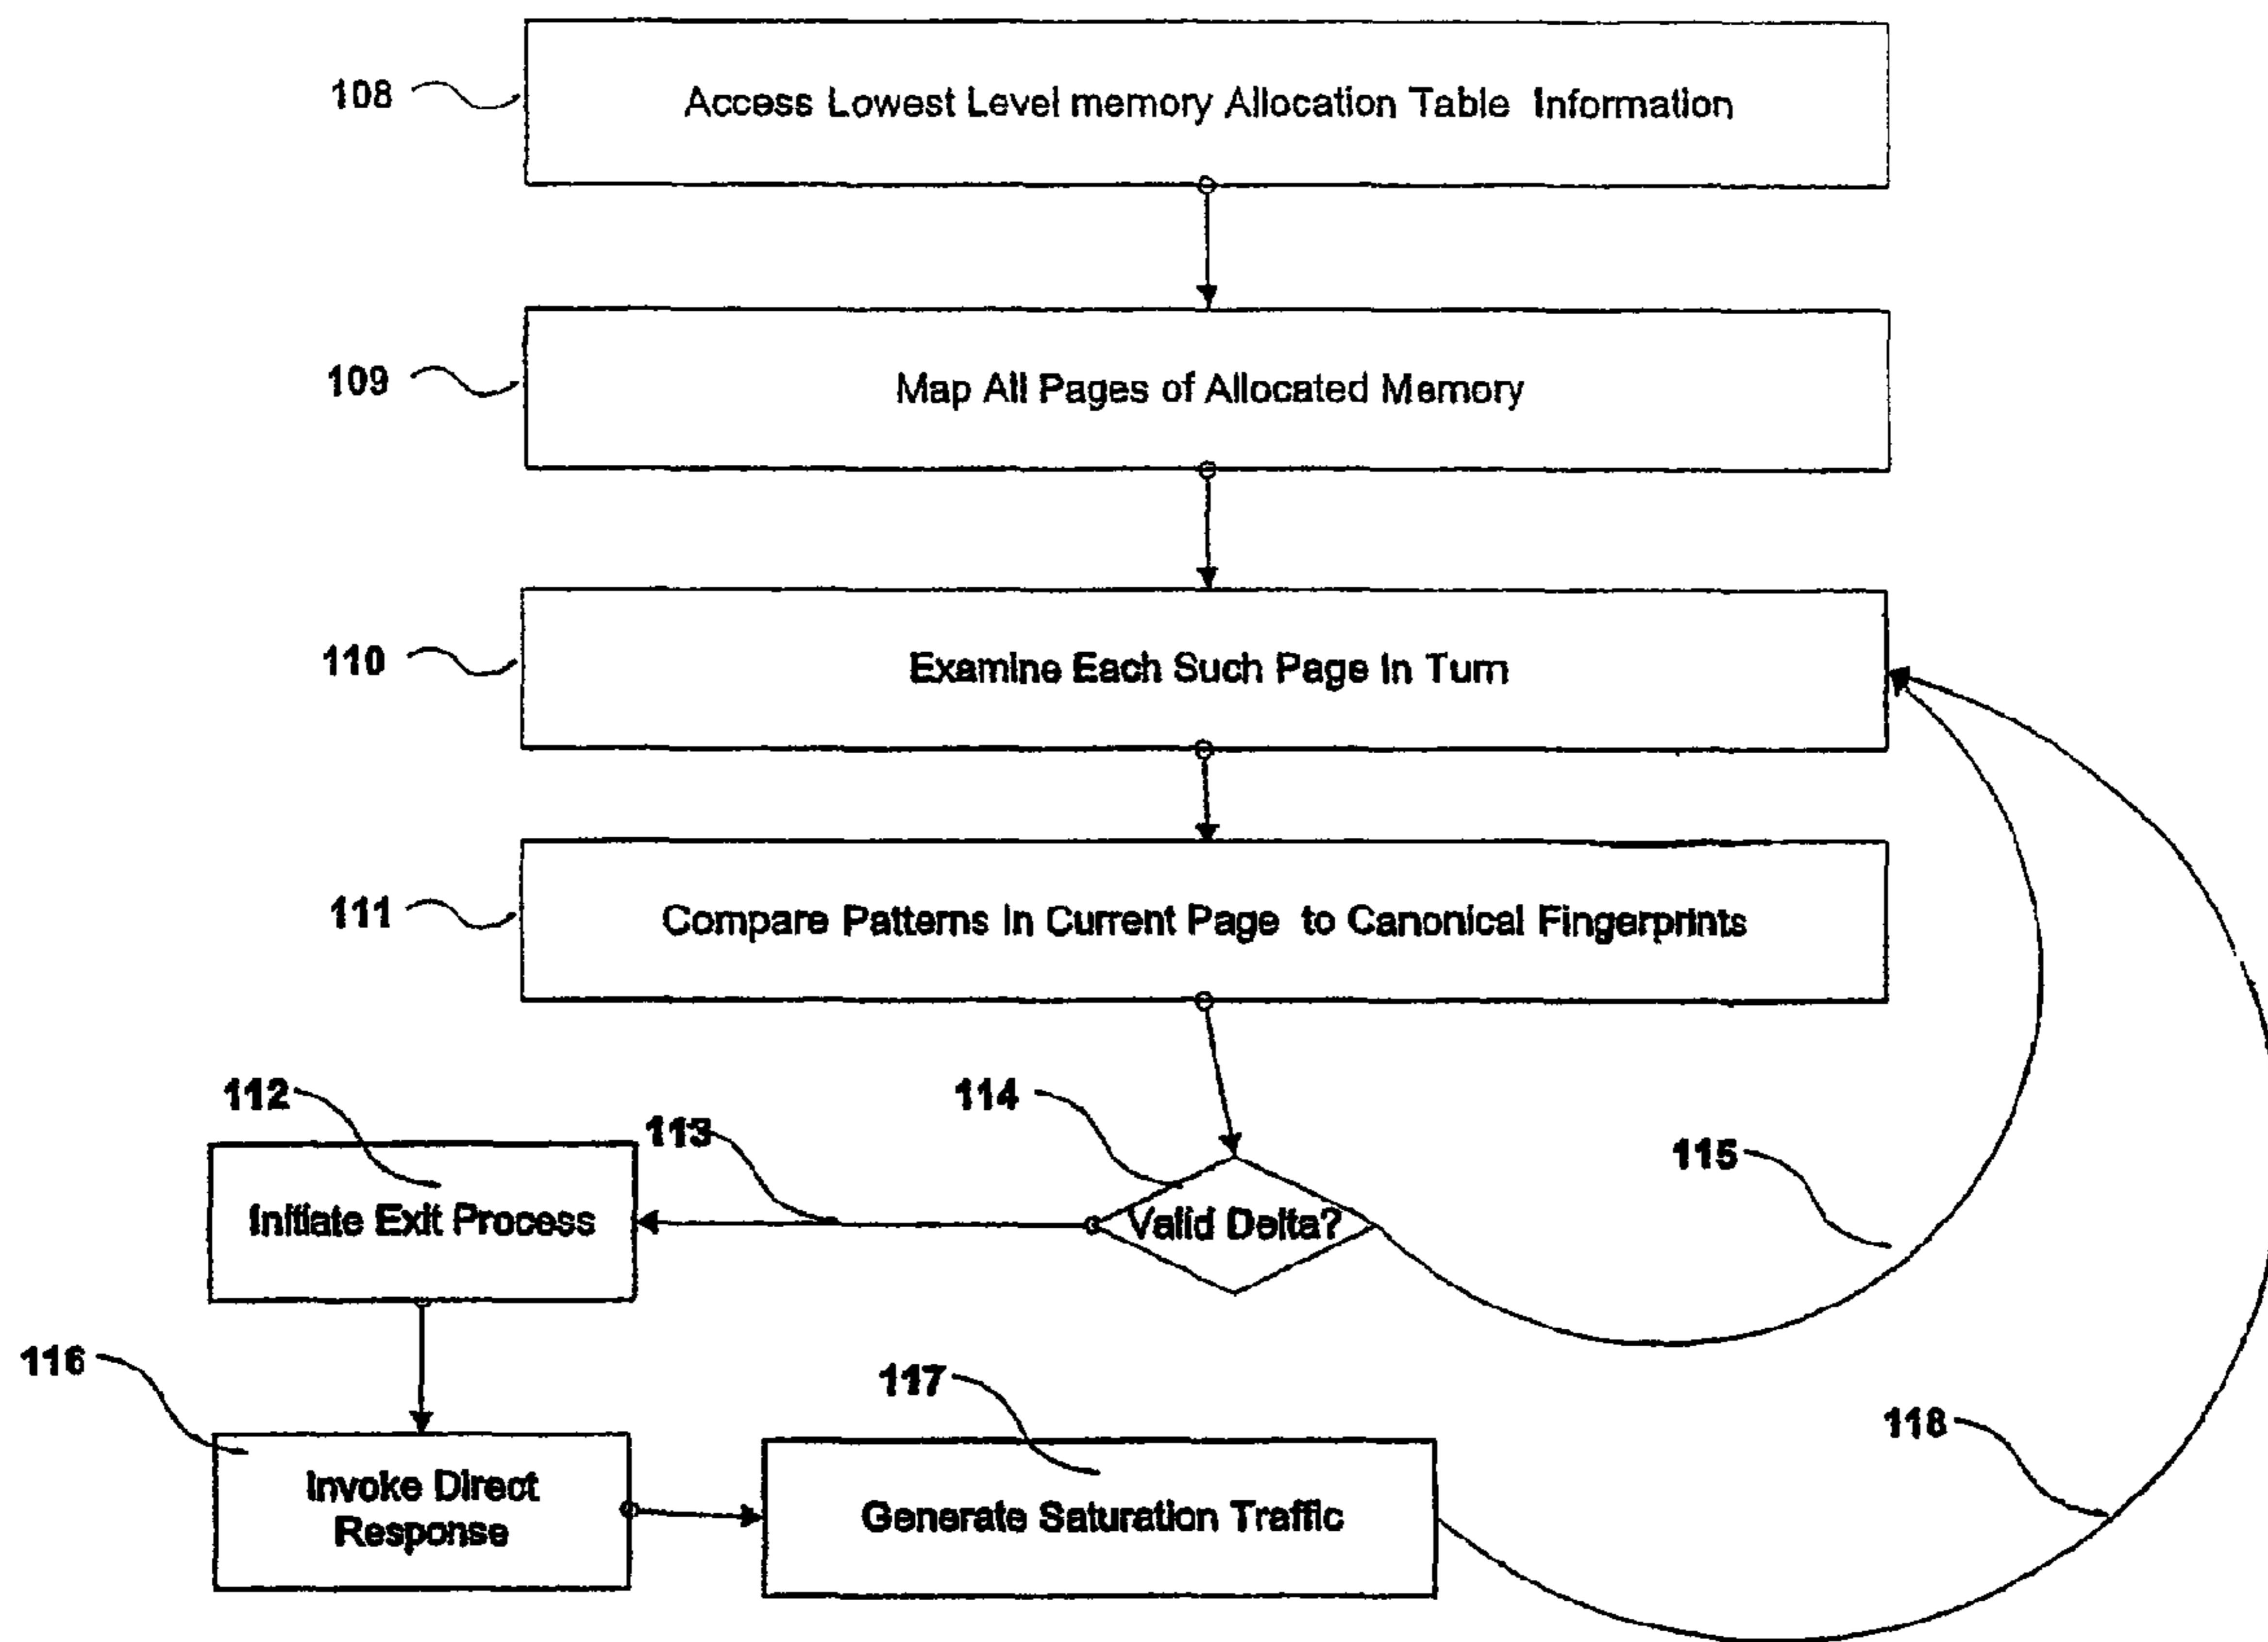 108
Access Lowest Level memory Allocation Table Information
109
Map All Pages of Allocated Memory
110
Examine Each Such Page In Turn
111
Compare Patterns In Current Page to Canonical Fingerprints
112
113
114
115
Initiate Exit Process
Valid Delta?
116
117
118
Invoke Direct
Response
Generate Saturation Traffic